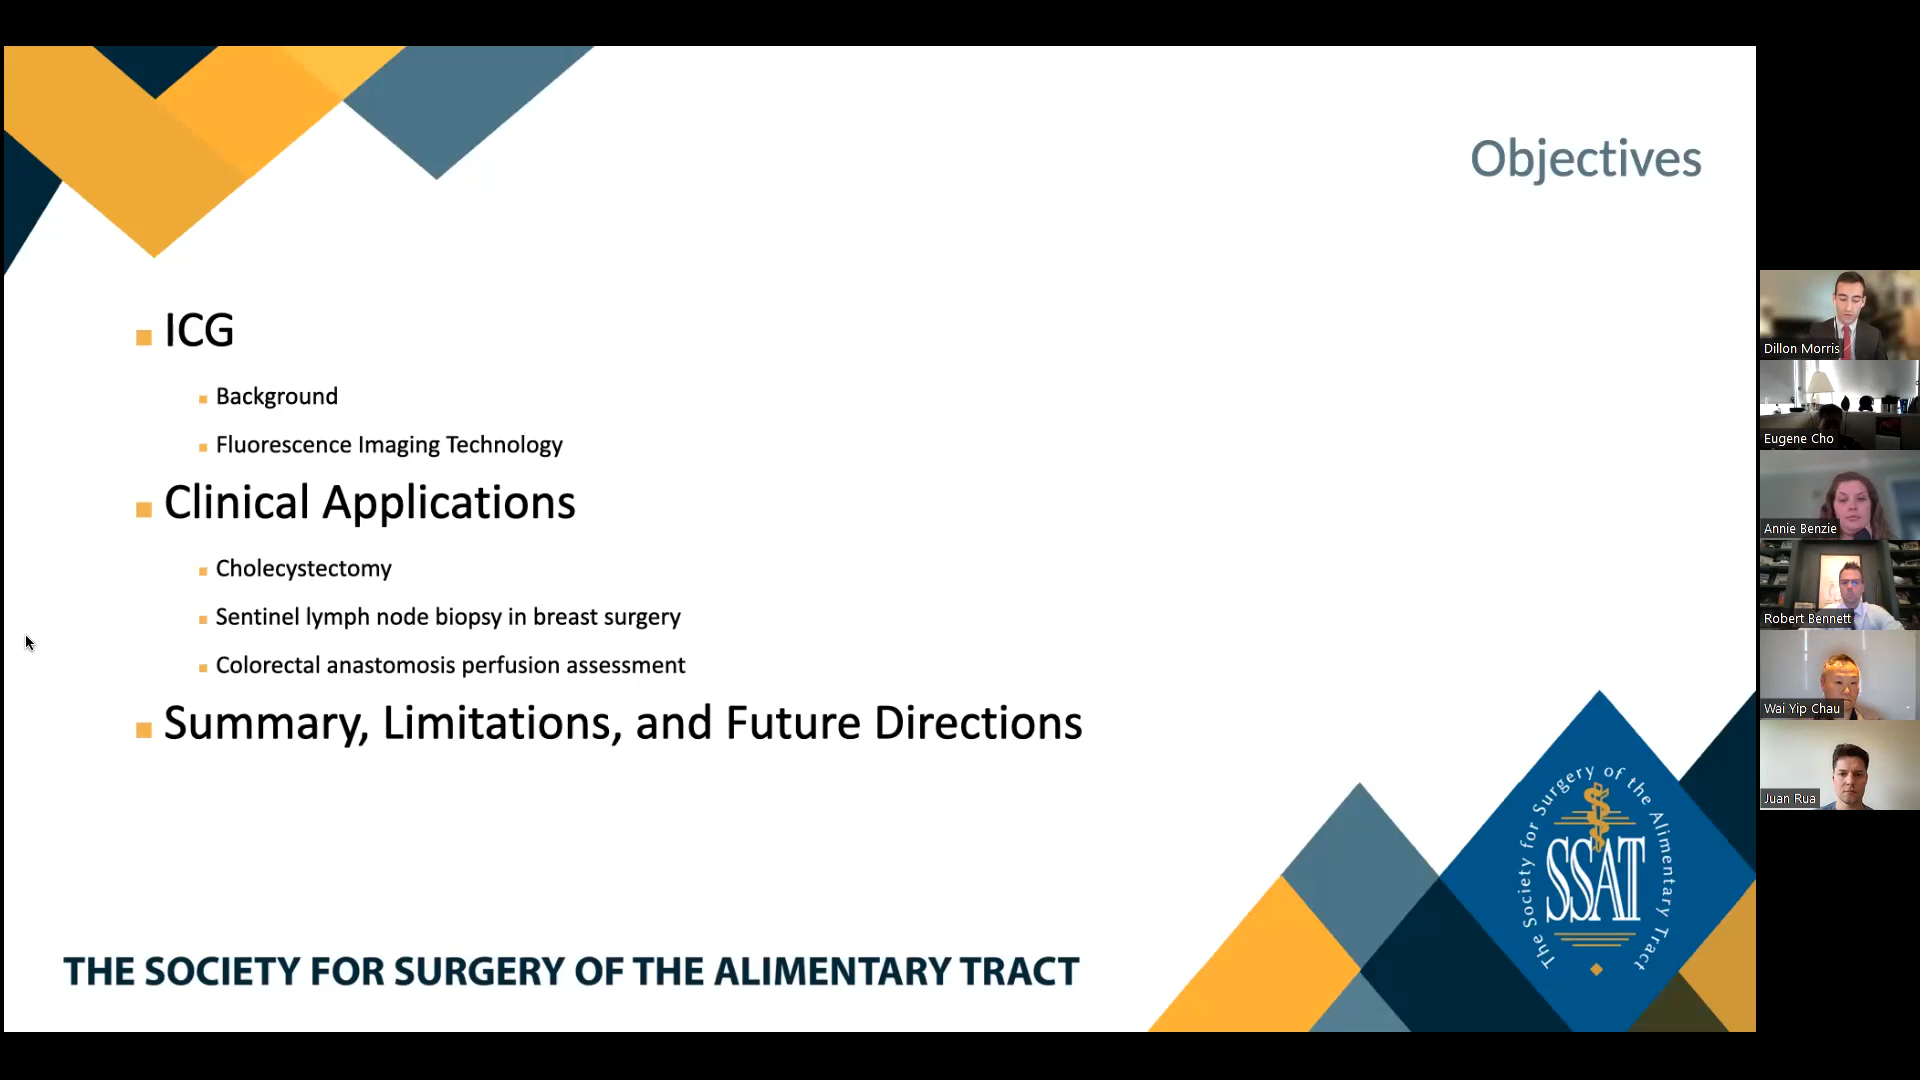 Objectives
ICG
Background
Fluorescence Imaging Technology
Clinical Applications
Cholecystectomy
Sentinel lymph node biopsy in breast surgery
Colorectal anastomosis perfusion assessment
Summary, Limitations, and Future Directions
THE SOCIETY FOR SURGERY OF THE ALIMENTARY TRACT
The Society for Surgery of the Alimentary Tract
SSAT
Dillon Morris
Eugene Cho
Annie Benzie
Robert Bennett
Wai Yip Chau
Juan Rua